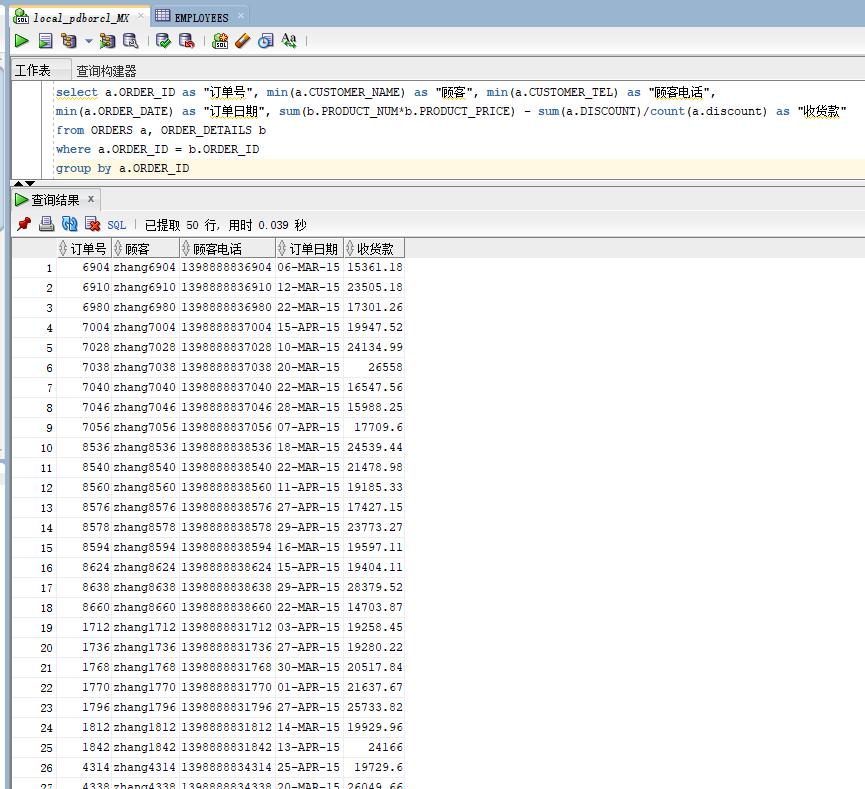 local_pdborcl_MX × EMPLOYEES ×
工作表 查询构建器
select a.ORDER_ID as "订单号", min(a.CUSTOMER_NAME) as "顾客", min(a.CUSTOMER_TEL) as "顾客电话",
min(a.ORDER_DATE) as "订单日期", sum(b.PRODUCT_NUM*b.PRODUCT_PRICE) - sum(a.DISCOUNT)/count(a.discount) as "收货款"
from ORDERS a, ORDER_DETAILS b
where a.ORDER_ID = b.ORDER_ID
group by a.ORDER_ID
查询结果 x
SQL | 已提取 50 行, 用时 0.039 秒
订单号 顾客 顾客电话 订单日期 收货款
1 6904 zhang6904 1398888836904 06-MAR-15 15361.18
2 6910 zhang6910 1398888836910 12-MAR-15 23505.18
3 6980 zhang6980 1398888836980 22-MAR-15 17301.26
4 7004 zhang7004 1398888837004 15-APR-15 19947.52
5 7028 zhang7028 1398888837028 10-MAR-15 24134.99
6 7038 zhang7038 1398888837038 20-MAR-15 26558
7 7040 zhang7040 1398888837040 22-MAR-15 16547.56
8 7046 zhang7046 1398888837046 28-MAR-15 15988.25
9 7056 zhang7056 1398888837056 07-APR-15 17709.6
10 8536 zhang8536 1398888838536 18-MAR-15 24539.44
11 8540 zhang8540 1398888838540 22-MAR-15 21478.98
12 8560 zhang8560 1398888838560 11-APR-15 19185.33
13 8576 zhang8576 1398888838576 27-APR-15 17427.15
14 8578 zhang8578 1398888838578 29-APR-15 23773.27
15 8594 zhang8594 1398888838594 16-MAR-15 19597.11
16 8624 zhang8624 1398888838624 15-APR-15 19404.11
17 8638 zhang8638 1398888838638 29-APR-15 28379.52
18 8660 zhang8660 1398888838660 22-MAR-15 14703.87
19 1712 zhang1712 1398888831712 03-APR-15 19258.45
20 1736 zhang1736 1398888831736 27-APR-15 19280.22
21 1768 zhang1768 1398888831768 30-MAR-15 20517.84
22 1770 zhang1770 1398888831770 01-APR-15 21637.67
23 1796 zhang1796 1398888831796 27-APR-15 25733.82
24 1812 zhang1812 1398888831812 14-MAR-15 19929.96
25 1842 zhang1842 1398888831842 13-APR-15 24166
26 4314 zhang4314 1398888834314 25-APR-15 19729.6
27 4338 zhang4338 1398888834338 20-MAR-15 26049.66